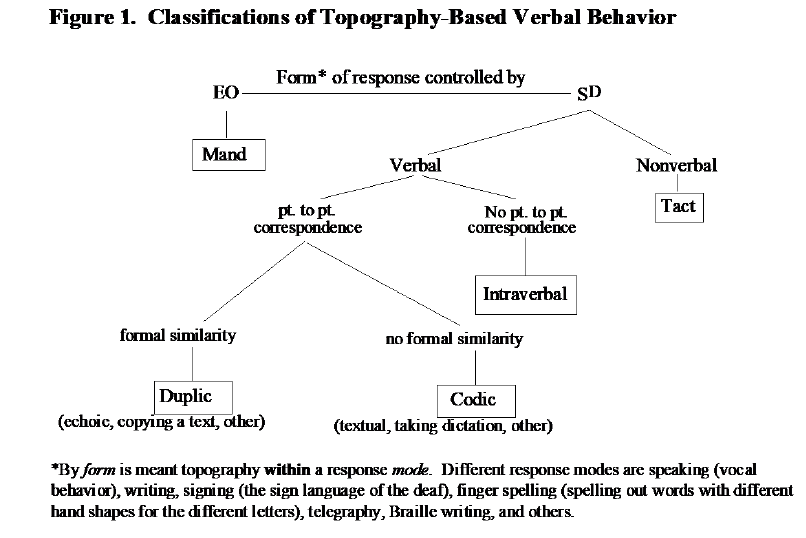 Figure 1.  Classifications of Topography-Based Verbal Behavior
Form* of response controlled by
EO
SD
Mand
Verbal
Nonverbal
Tact
pt. to pt.
correspondence
No pt. to pt.
correspondence
Intraverbal
formal similarity
no formal similarity
Duplic
(echoic, copying a text, other)
Codic
(textual, taking dictation, other)
*By form is meant topography within a response mode.  Different response modes are speaking (vocal
behavior), writing, signing (the sign language of the deaf), finger spelling (spelling out words with different
hand shapes for the different letters), telegraphy, Braille writing, and others.